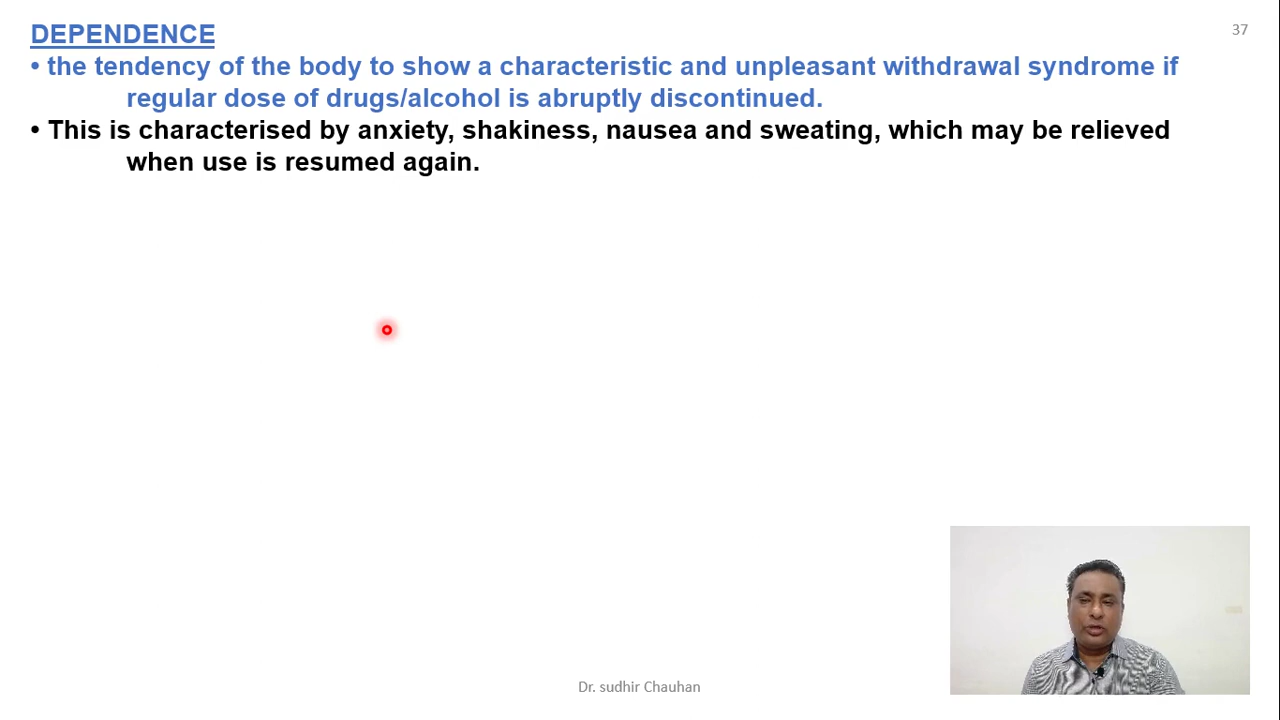 DEPENDENCE
37
• the tendency of the body to show a characteristic and unpleasant withdrawal syndrome if
regular dose of drugs/alcohol is abruptly discontinued.
• This is characterised by anxiety, shakiness, nausea and sweating, which may be relieved
when use is resumed again.
Dr. sudhir Chauhan